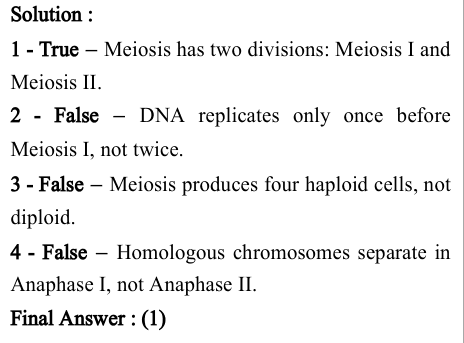 Solution :
1 - True – Meiosis has two divisions: Meiosis I and
Meiosis II.
2 - False – DNA replicates only once before
Meiosis I, not twice.
3 - False – Meiosis produces four haploid cells, not
diploid.
4 - False – Homologous chromosomes separate in
Anaphase I, not Anaphase II.
Final Answer : (1)